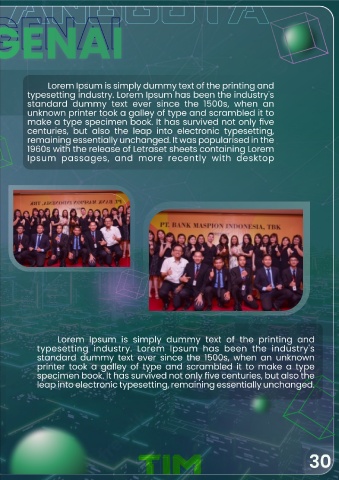 ANGGOTA
GENAI
Lorem Ipsum is simply dummy text of the printing and
typesetting industry. Lorem Ipsum has been the industry's
standard dummy text ever since the 1500s, when an
unknown printer took a galley of type and scrambled it to
make a type specimen book. It has survived not only five
centuries, but also the leap into electronic typesetting,
remaining essentially unchanged. It was popularised in the
1960s with the release of Letraset sheets containing Lorem
Ipsum passages, and more recently with desktop
PT. BANK MASPION INDONESIA, TBK
PT. BANK MASPION INDONESIA, TBK
Lorem Ipsum is simply dummy text of the printing and
typesetting industry. Lorem Ipsum has been the industry's
standard dummy text ever since the 1500s, when an unknown
printer took a galley of type and scrambled it to make a type
specimen book. It has survived not only five centuries, but also the
leap into electronic typesetting, remaining essentially unchanged.
TIM
30